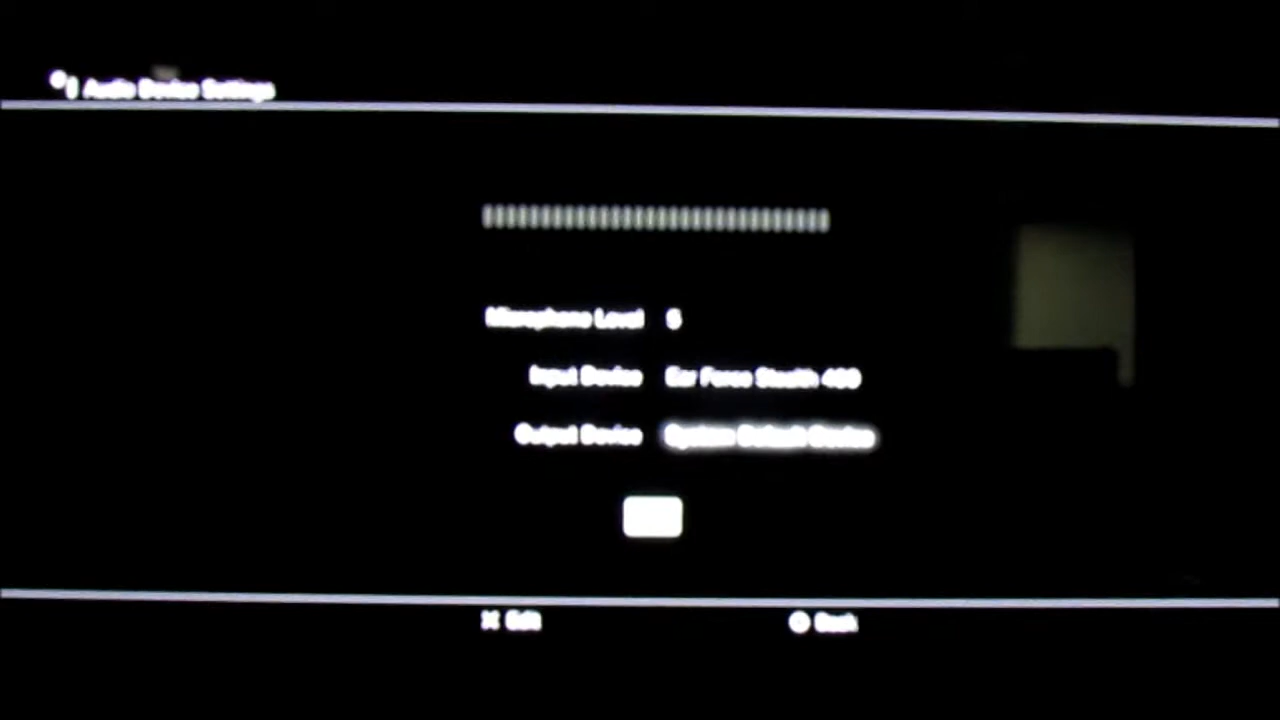 Audio Device Settings
Microphone Level 5
Input Device Ear Force Stealth 400
Output Device System Default Device
Edit
Back